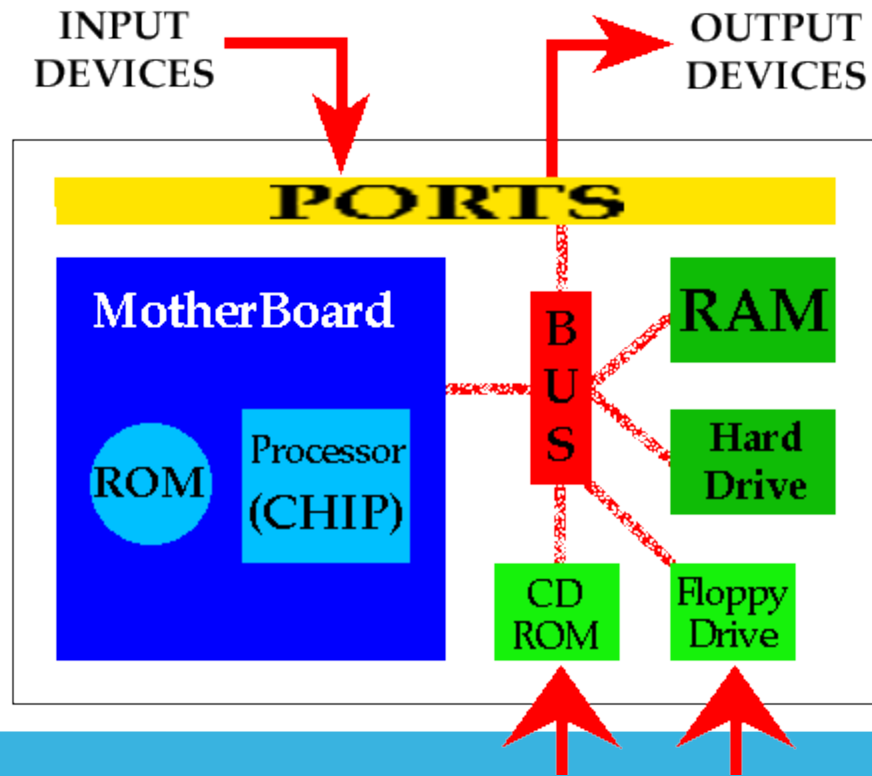 INPUT
DEVICES
OUTPUT
DEVICES
PORTS
MotherBoard
ROM
Processor
(CHIP)
B
U
S
RAM
Hard
Drive
CD
ROM
Floppy
Drive